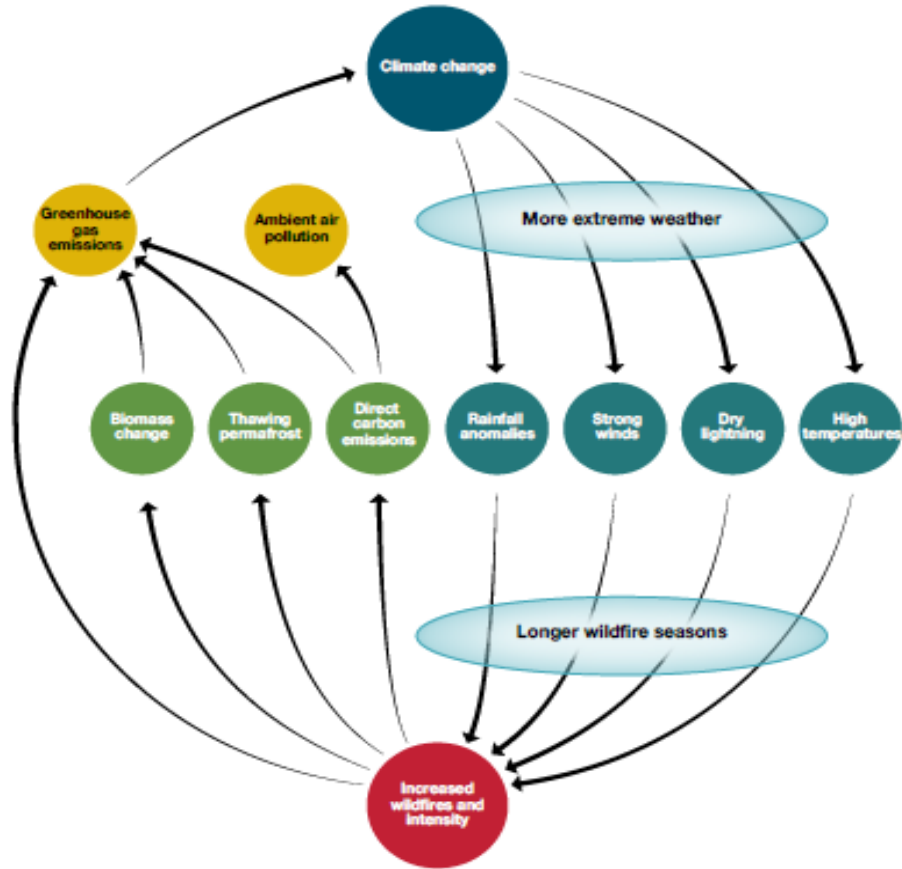 Climate change
Greenhouse
gas
emissions
Ambient air
pollution
More extreme weather
Biomass
change
Thawing
permafrost
Direct
carbon
emissions
Rainfall
anomalies
Strong
winds
Dry
lightning
High
temperatures
Longer wildfire seasons
Increased
wildfires and
intensity